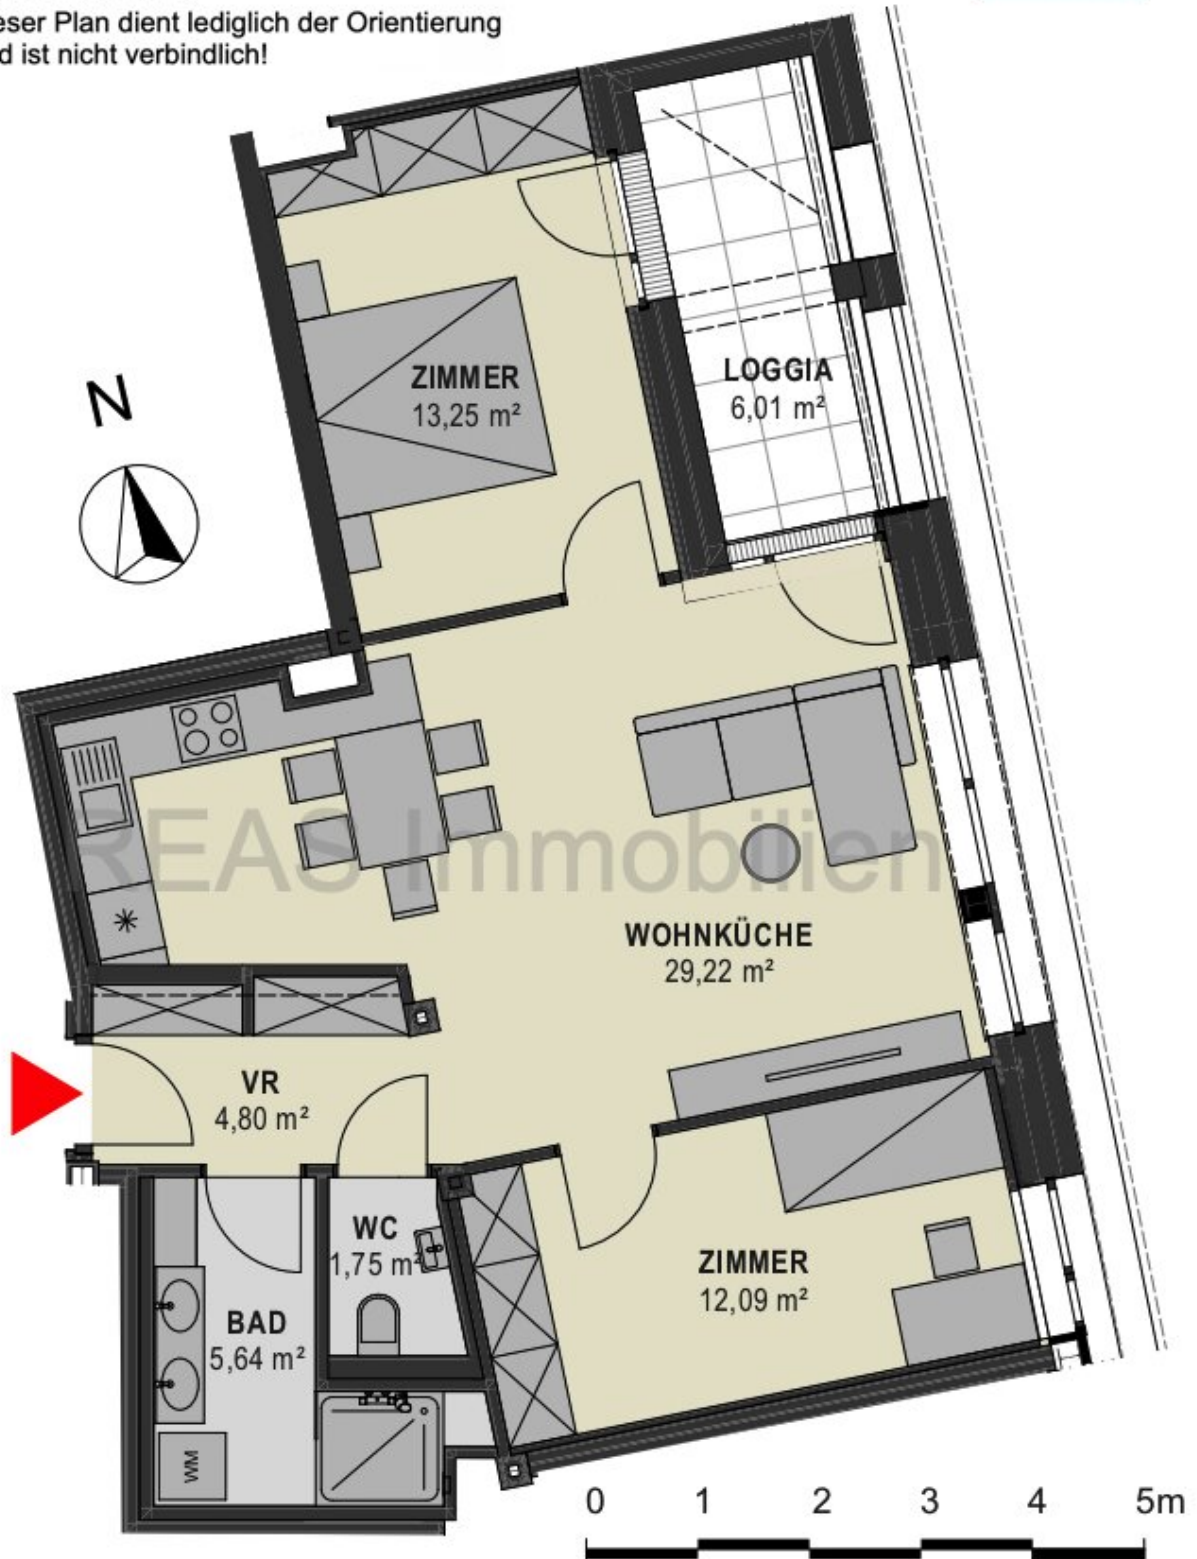 eser Plan dient lediglich der Orientierung
d ist nicht verbindlich!
N
ZIMMER
13,25 m²
LOGGIA
6,01 m²
REAS Immobilien
WOHNKÜCHE
29,22 m²
VR
4,80 m²
WC
1,75 m²
ZIMMER
12,09 m²
BAD
5,64 m²
WM
0 1 2 3 4 5m